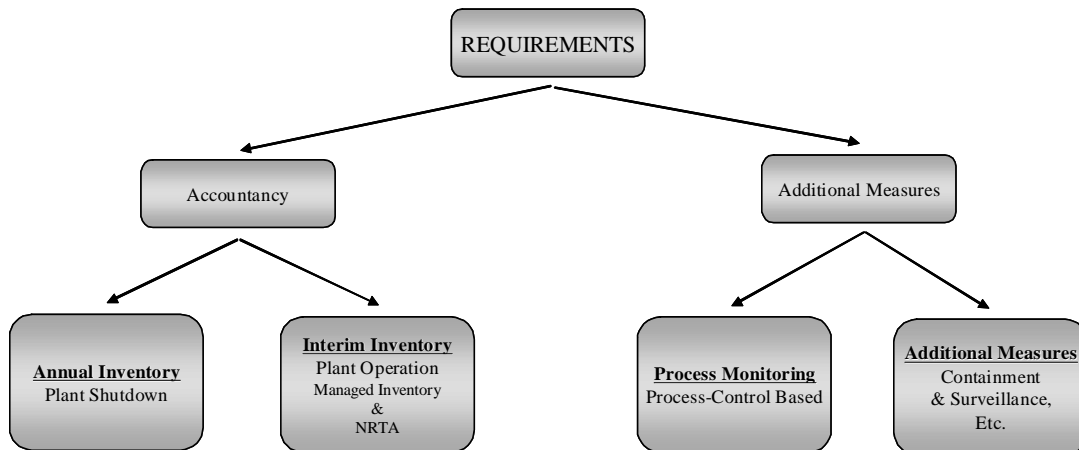 REQUIREMENTS
Accountancy
Additional Measures
Annual Inventory
Plant Shutdown
Interim Inventory
Plant Operation
Managed Inventory
&
NRTA
Process Monitoring
Process-Control Based
Additional Measures
Containment
& Surveillance,
Etc.